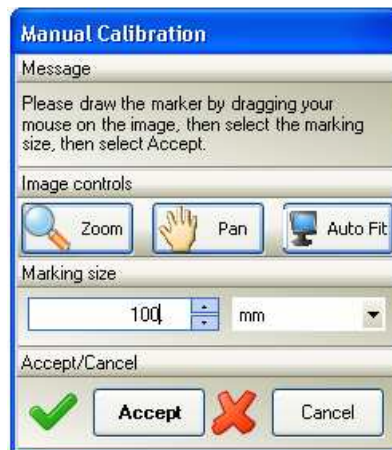 Manual Calibration
Message
Please draw the marker by dragging your
mouse on the image, then select the marking
size, then select Accept.
Image controls
Zoom Pan Auto Fit
Marking size
100 mm
Accept/Cancel
Accept Cancel